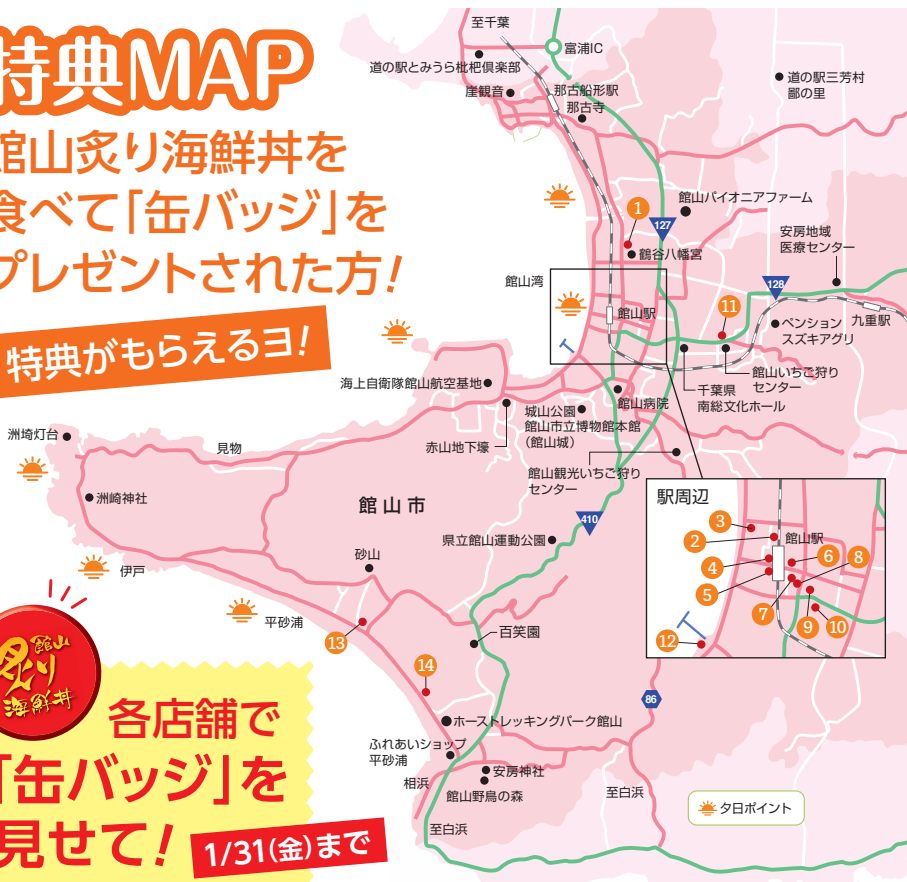 特典MAP
館山炙り海鮮丼を
食べて「缶バッジ」を
プレゼントされた方!
特典がもらえるヨ!
至千葉
富浦IC
道の駅とみうら枇杷倶楽部
道の駅三芳村
鄙の里
崖観音
那古船形駅
那古寺
館山パイオニアファーム
1
127
鶴谷八幡宮
安房地域
医療センター
館山湾
128
館山駅
11
ペンション
スズキアグリ
九重駅
館山いちご狩り
センター
千葉県
南総文化ホール
海上自衛隊館山航空基地
館山病院
城山公園
館山市立博物館本館
(館山城)
赤山地下壕
洲埼灯台
見物
館山観光いちご狩り
センター
洲崎神社
館山市
410
県立館山運動公園
駅周辺
3
2
館山駅
4
6
8
5
7
9
10
12
砂山
伊戸
平砂浦
13
百笑園
14
86
ホーストレッキングパーク館山
ふれあいショップ
平砂浦
相浜
安房神社
館山野鳥の森
至白浜
至白浜
夕日ポイント
館山
炙り
海鮮丼
各店舗で
「缶バッジ」を
見せて!
1/31(金)まで